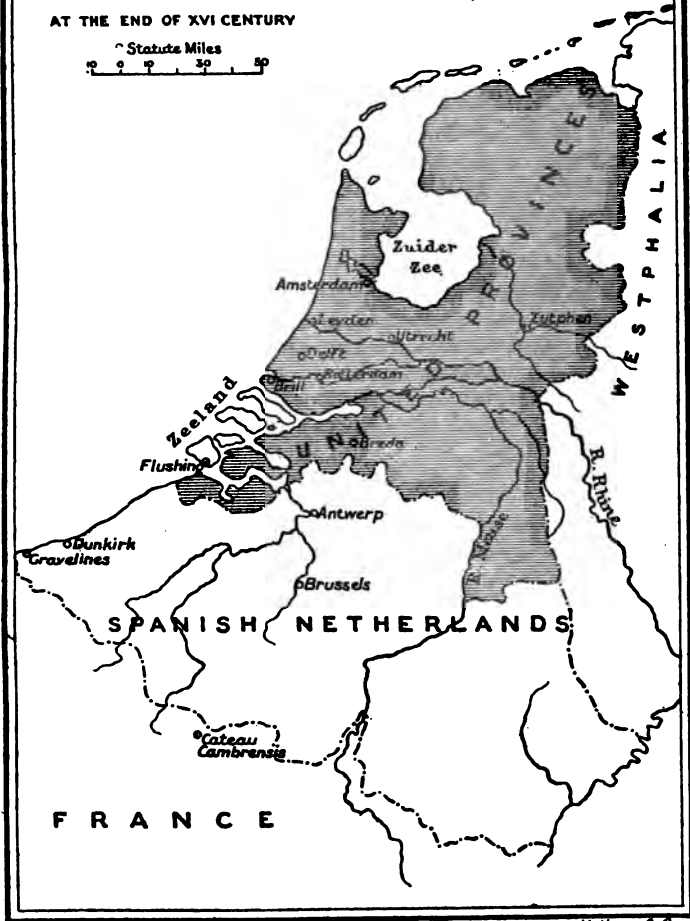 AT THE END OF XVI CENTURY
Statute Miles
10 0 10 30 50
WESTPHALIA
UNITED PROVINCES
Zuider
Zee
Amsterdam
Leyden
Utrecht
Zutphen
Delft
Rotterdam
Brill
Zeeland
Breda
Flushing
R. Rhine
Antwerp
R. Meuse
Dunkirk
Gravelines
Brussels
SPANISH NETHERLANDS
Cateau
Cambrensis
FRANCE